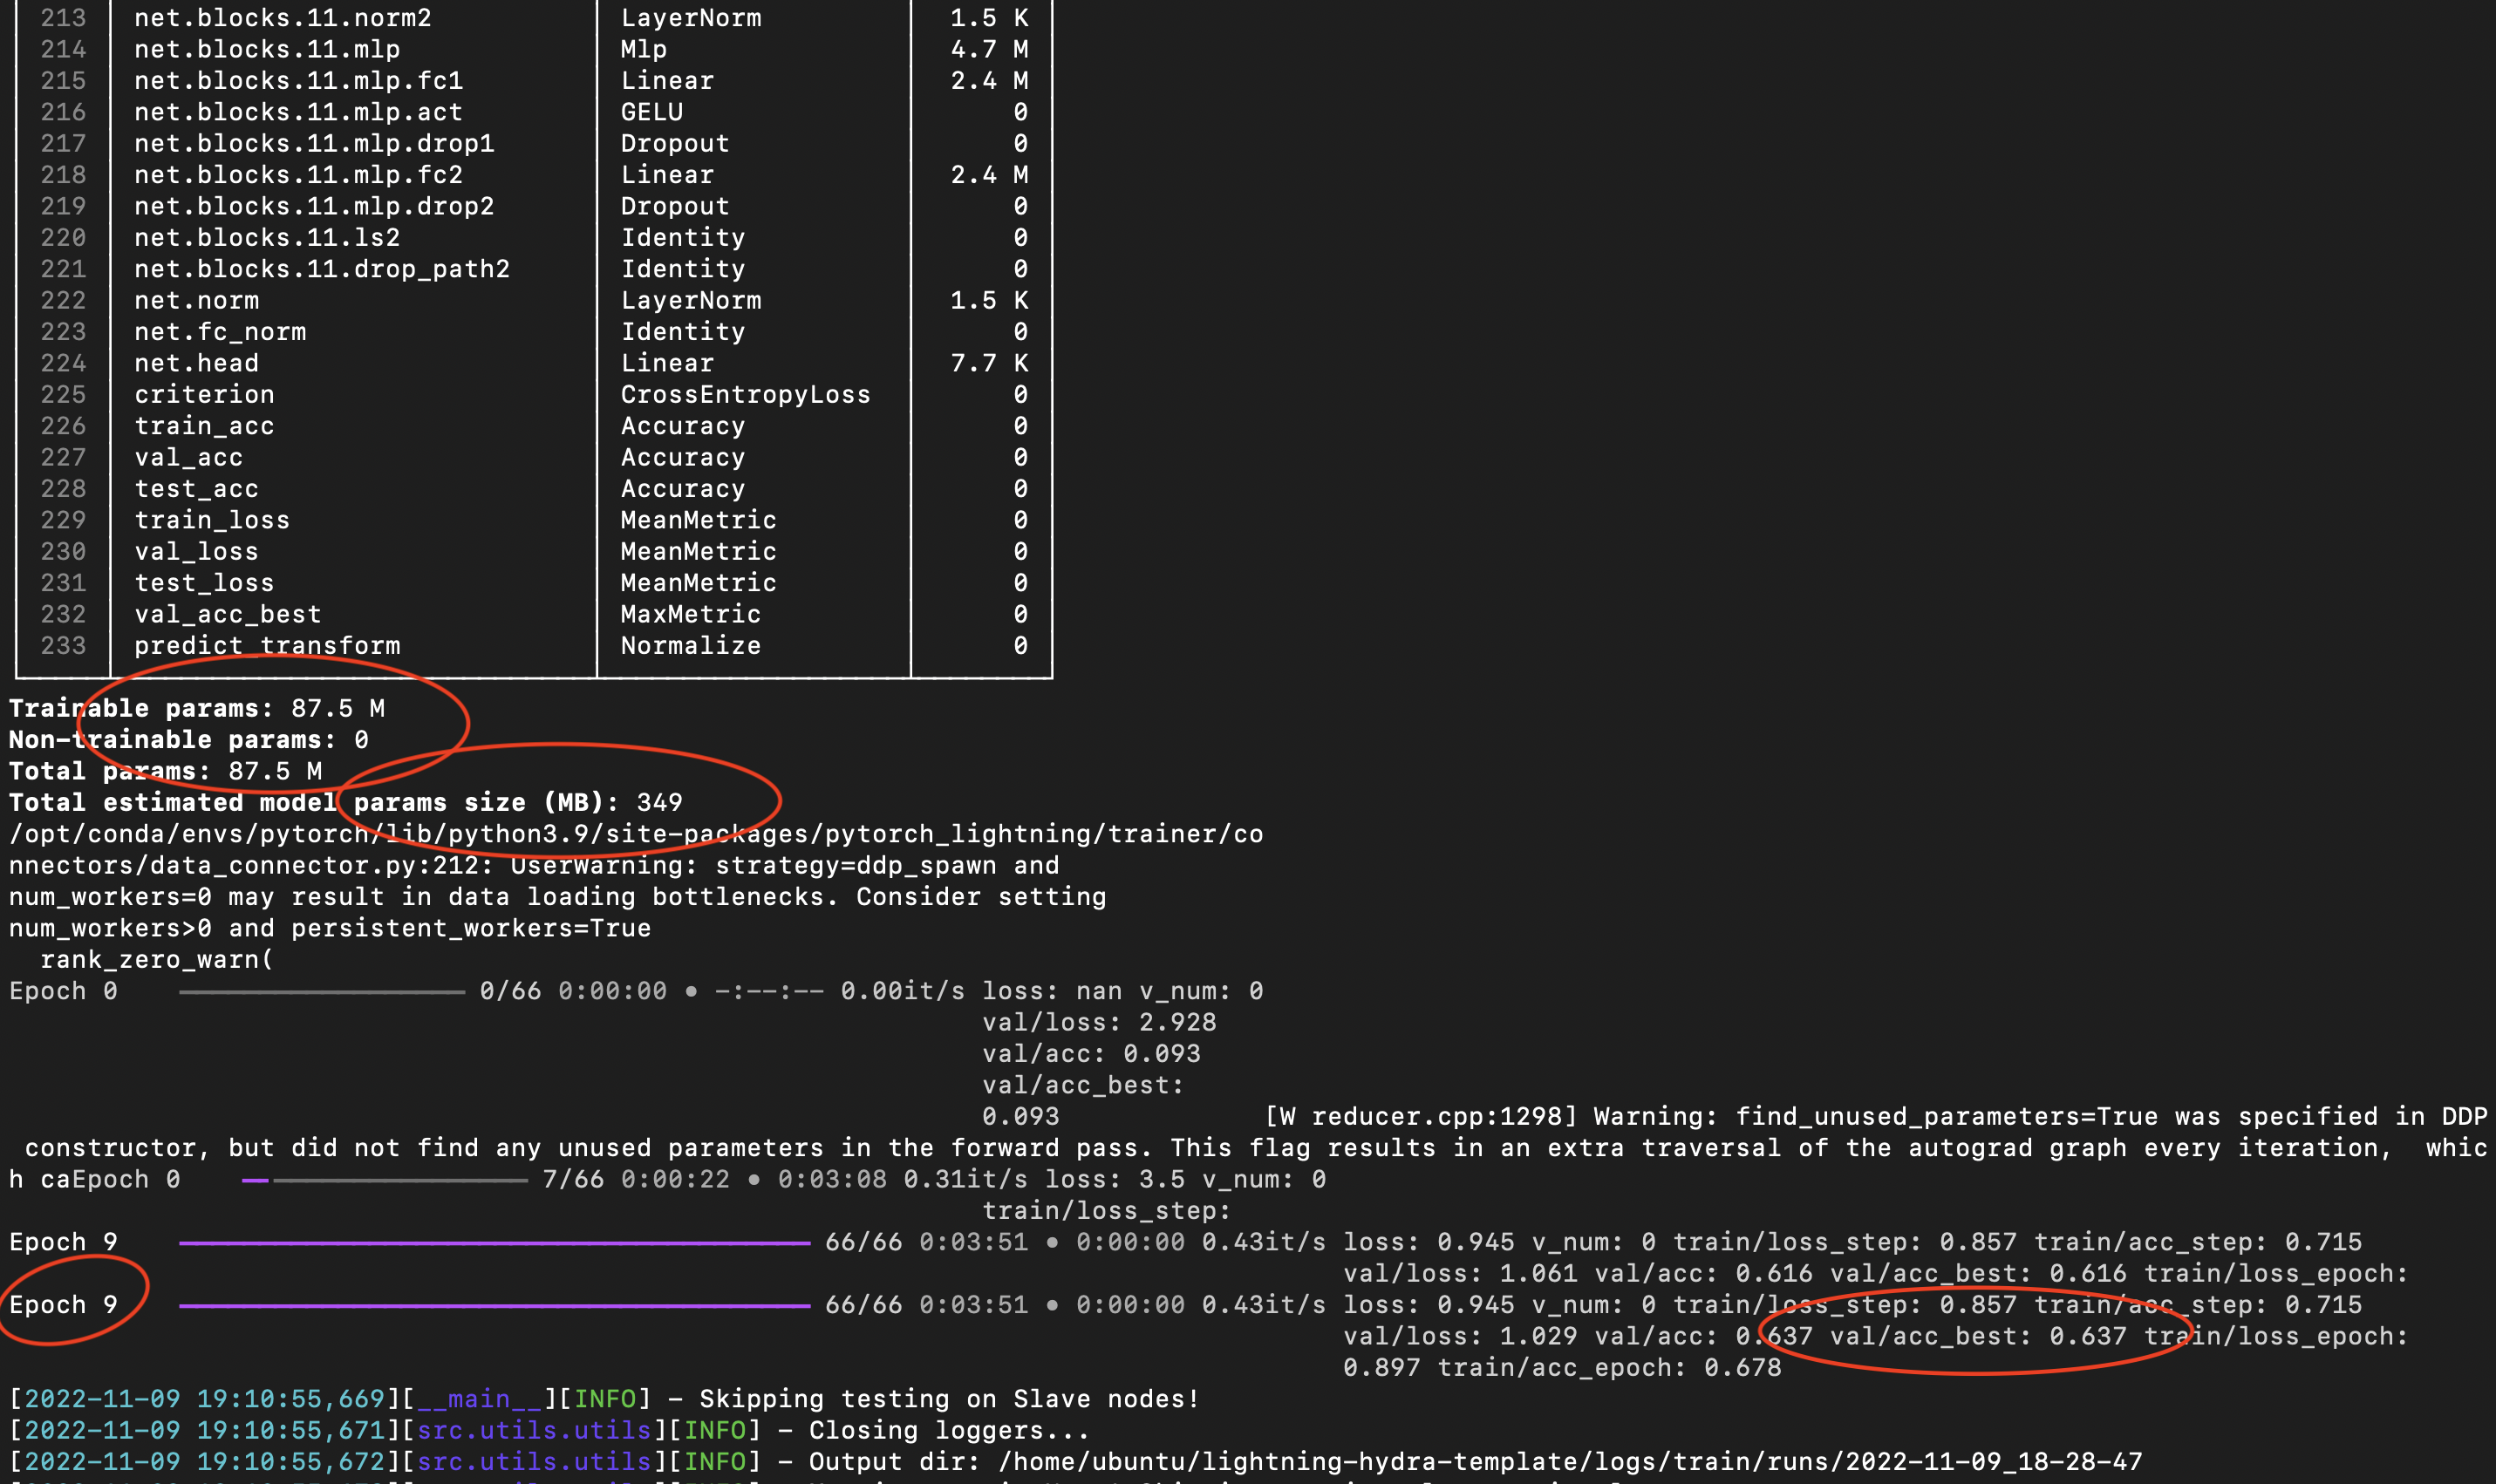 213 net.blocks.11.norm2 LayerNorm 1.5 K
214 net.blocks.11.mlp Mlp 4.7 M
215 net.blocks.11.mlp.fc1 Linear 2.4 M
216 net.blocks.11.mlp.act GELU 0
217 net.blocks.11.mlp.drop1 Dropout 0
218 net.blocks.11.mlp.fc2 Linear 2.4 M
219 net.blocks.11.mlp.drop2 Dropout 0
220 net.blocks.11.ls2 Identity 0
221 net.blocks.11.drop_path2 Identity 0
222 net.norm LayerNorm 1.5 K
223 net.fc_norm Identity 0
224 net.head Linear 7.7 K
225 criterion CrossEntropyLoss 0
226 train_acc Accuracy 0
227 val_acc Accuracy 0
228 test_acc Accuracy 0
229 train_loss MeanMetric 0
230 val_loss MeanMetric 0
231 test_loss MeanMetric 0
232 val_acc_best MaxMetric 0
233 predict_transform Normalize 0
Trainable params: 87.5 M
Non-trainable params: 0
Total params: 87.5 M
Total estimated model params size (MB): 349
/opt/conda/envs/pytorch/lib/python3.9/site-packages/pytorch_lightning/trainer/co
nnectors/data_connector.py:212: UserWarning: strategy=ddp_spawn and
num_workers=0 may result in data loading bottlenecks. Consider setting
num_workers>0 and persistent_workers=True
rank_zero_warn(
Epoch 0 0/66 0:00:00 • -:--:-- 0.00it/s loss: nan v_num: 0
val/loss: 2.928
val/acc: 0.093
val/acc_best:
0.093 [W reducer.cpp:1298] Warning: find_unused_parameters=True was specified in DDP
constructor, but did not find any unused parameters in the forward pass. This flag results in an extra traversal of the autograd graph every iteration,  whic
h caEpoch 0 7/66 0:00:22 • 0:03:08 0.31it/s loss: 3.5 v_num: 0
train/loss_step:
Epoch 9 66/66 0:03:51 • 0:00:00 0.43it/s loss: 0.945 v_num: 0 train/loss_step: 0.857 train/acc_step: 0.715
val/loss: 1.061 val/acc: 0.616 val/acc_best: 0.616 train/loss_epoch:
Epoch 9 66/66 0:03:51 • 0:00:00 0.43it/s loss: 0.945 v_num: 0 train/loss_step: 0.857 train/acc_step: 0.715
val/loss: 1.029 val/acc: 0.637 val/acc_best: 0.637 train/loss_epoch:
0.897 train/acc_epoch: 0.678
[2022-11-09 19:10:55,669][__main__][INFO] - Skipping testing on Slave nodes!
[2022-11-09 19:10:55,671][src.utils.utils][INFO] - Closing loggers...
[2022-11-09 19:10:55,672][src.utils.utils][INFO] - Output dir: /home/ubuntu/lightning-hydra-template/logs/train/runs/2022-11-09_18-28-47